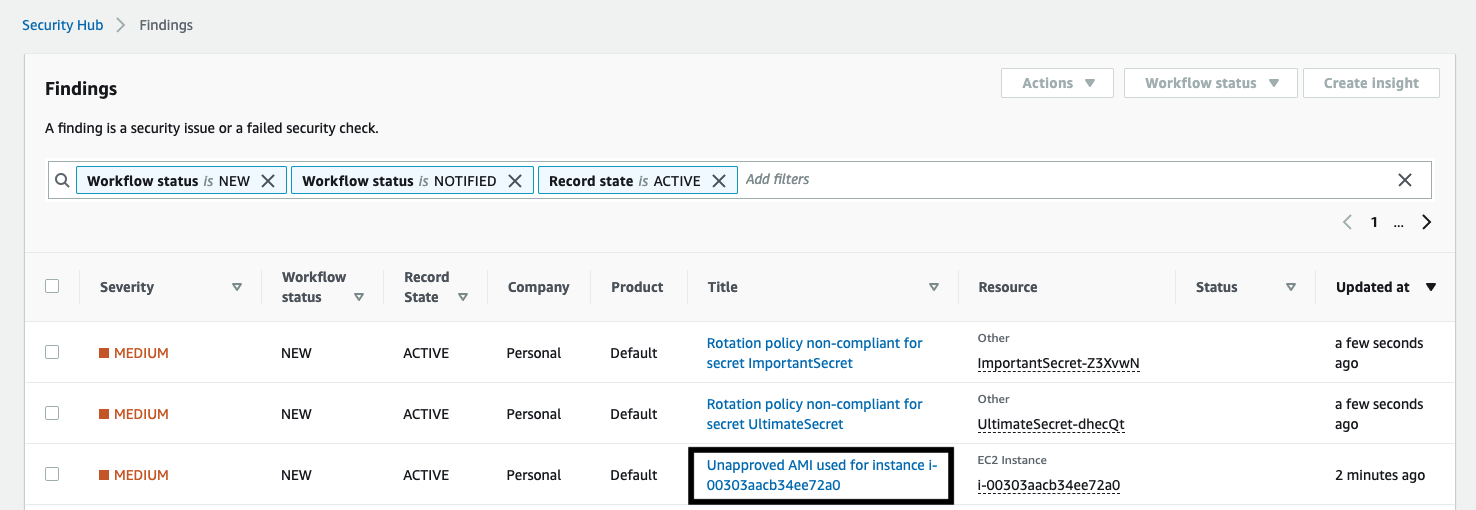 Security Hub > Findings
Findings
Actions
Workflow status
Create insight
A finding is a security issue or a failed security check.
Workflow status is NEW
Workflow status is NOTIFIED
Record state is ACTIVE
Add filters
1 ...
Severity
Workflow
status
Record
State
Company
Product
Title
Resource
Status
Updated at
MEDIUM
NEW
ACTIVE
Personal
Default
Rotation policy non-compliant for
secret ImportantSecret
Other
ImportantSecret-Z3XvwN
a few seconds
ago
MEDIUM
NEW
ACTIVE
Personal
Default
Rotation policy non-compliant for
secret UltimateSecret
Other
UltimateSecret-dhecQt
a few seconds
ago
MEDIUM
NEW
ACTIVE
Personal
Default
Unapproved AMI used for instance i-
00303aacb34ee72a0
EC2 Instance
i-00303aacb34ee72a0
2 minutes ago